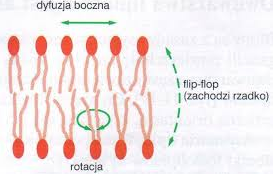 dyfuzja boczna
flip-flop
(zachodzi rzadko)
rotacja